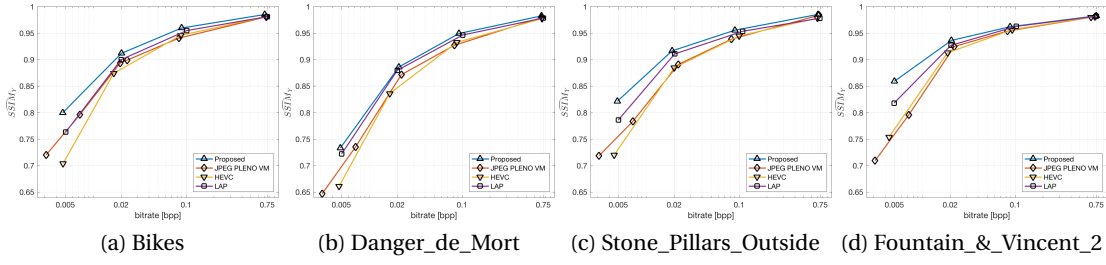 1
0.95
0.9
0.85
0.8
0.75
0.7
0.65
SSIM_Y
0.005 0.02 0.1 0.75
bitrate [bpp]
Proposed
JPEG PLENO VM
HEVC
LAP
(a) Bikes
1
0.95
0.9
0.85
0.8
0.75
0.7
0.65
SSIM_Y
0.005 0.02 0.1 0.75
bitrate [bpp]
Proposed
JPEG PLENO VM
HEVC
LAP
(b) Danger_de_Mort
1
0.95
0.9
0.85
0.8
0.75
0.7
0.65
SSIM_Y
0.005 0.02 0.1 0.75
bitrate [bpp]
Proposed
JPEG PLENO VM
HEVC
LAP
(c) Stone_Pillars_Outside
1
0.95
0.9
0.85
0.8
0.75
0.7
0.65
SSIM_Y
0.005 0.02 0.1 0.75
bitrate [bpp]
Proposed
JPEG PLENO VM
HEVC
LAP
(d) Fountain_&_Vincent_2